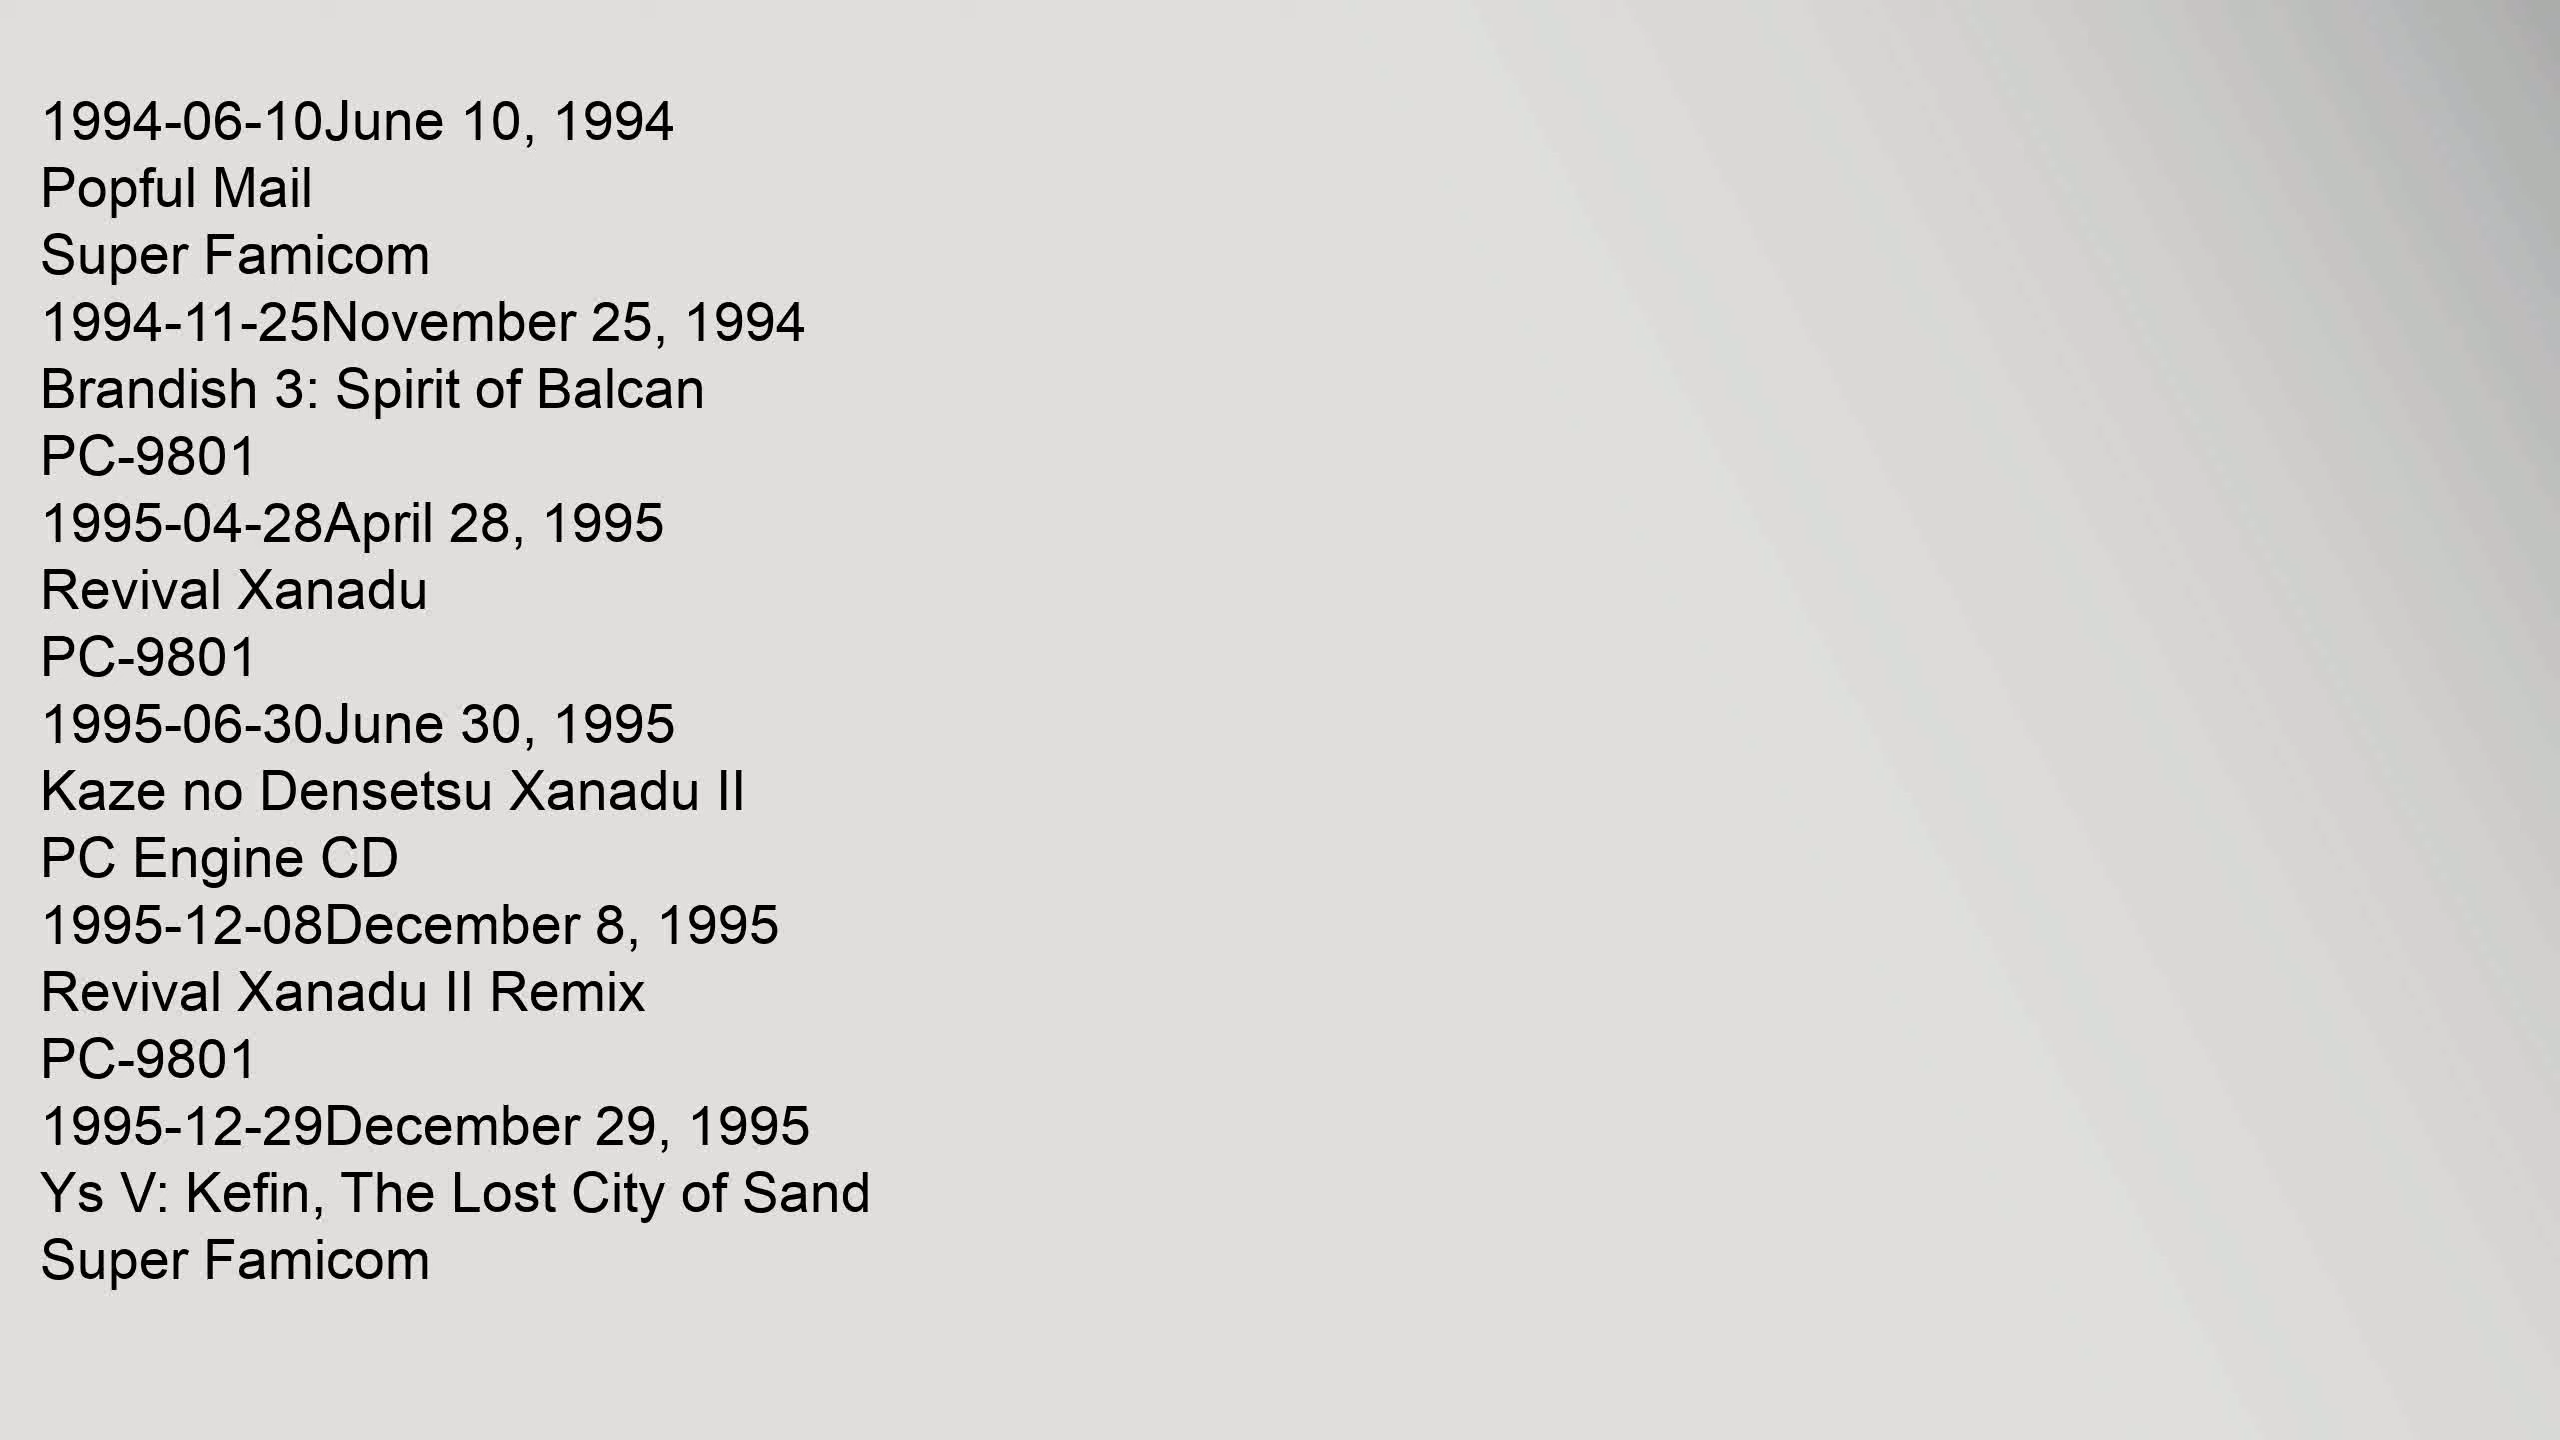 1994-06-10June 10, 1994
Popful Mail
Super Famicom
1994-11-25November 25, 1994
Brandish 3: Spirit of Balcan
PC-9801
1995-04-28April 28, 1995
Revival Xanadu
PC-9801
1995-06-30June 30, 1995
Kaze no Densetsu Xanadu II
PC Engine CD
1995-12-08December 8, 1995
Revival Xanadu II Remix
PC-9801
1995-12-29December 29, 1995
Ys V: Kefin, The Lost City of Sand
Super Famicom